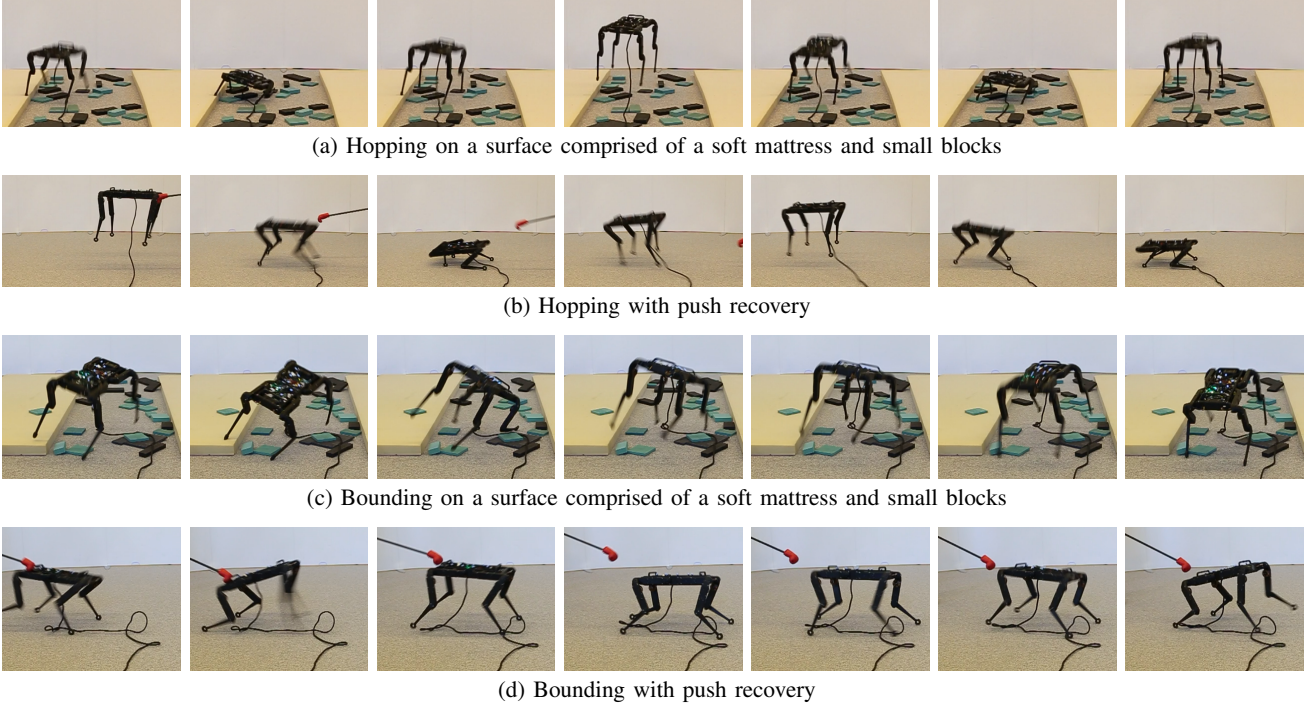 (a) Hopping on a surface comprised of a soft mattress and small blocks
(b) Hopping with push recovery
(c) Bounding on a surface comprised of a soft mattress and small blocks
(d) Bounding with push recovery